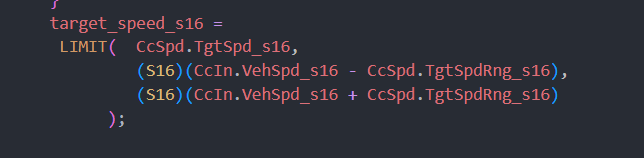 }
target_speed_s16 =
LIMIT(  CcSpd.TgtSpd_s16,
(S16)(CcIn.VehSpd_s16 - CcSpd.TgtSpdRng_s16),
(S16)(CcIn.VehSpd_s16 + CcSpd.TgtSpdRng_s16)
);